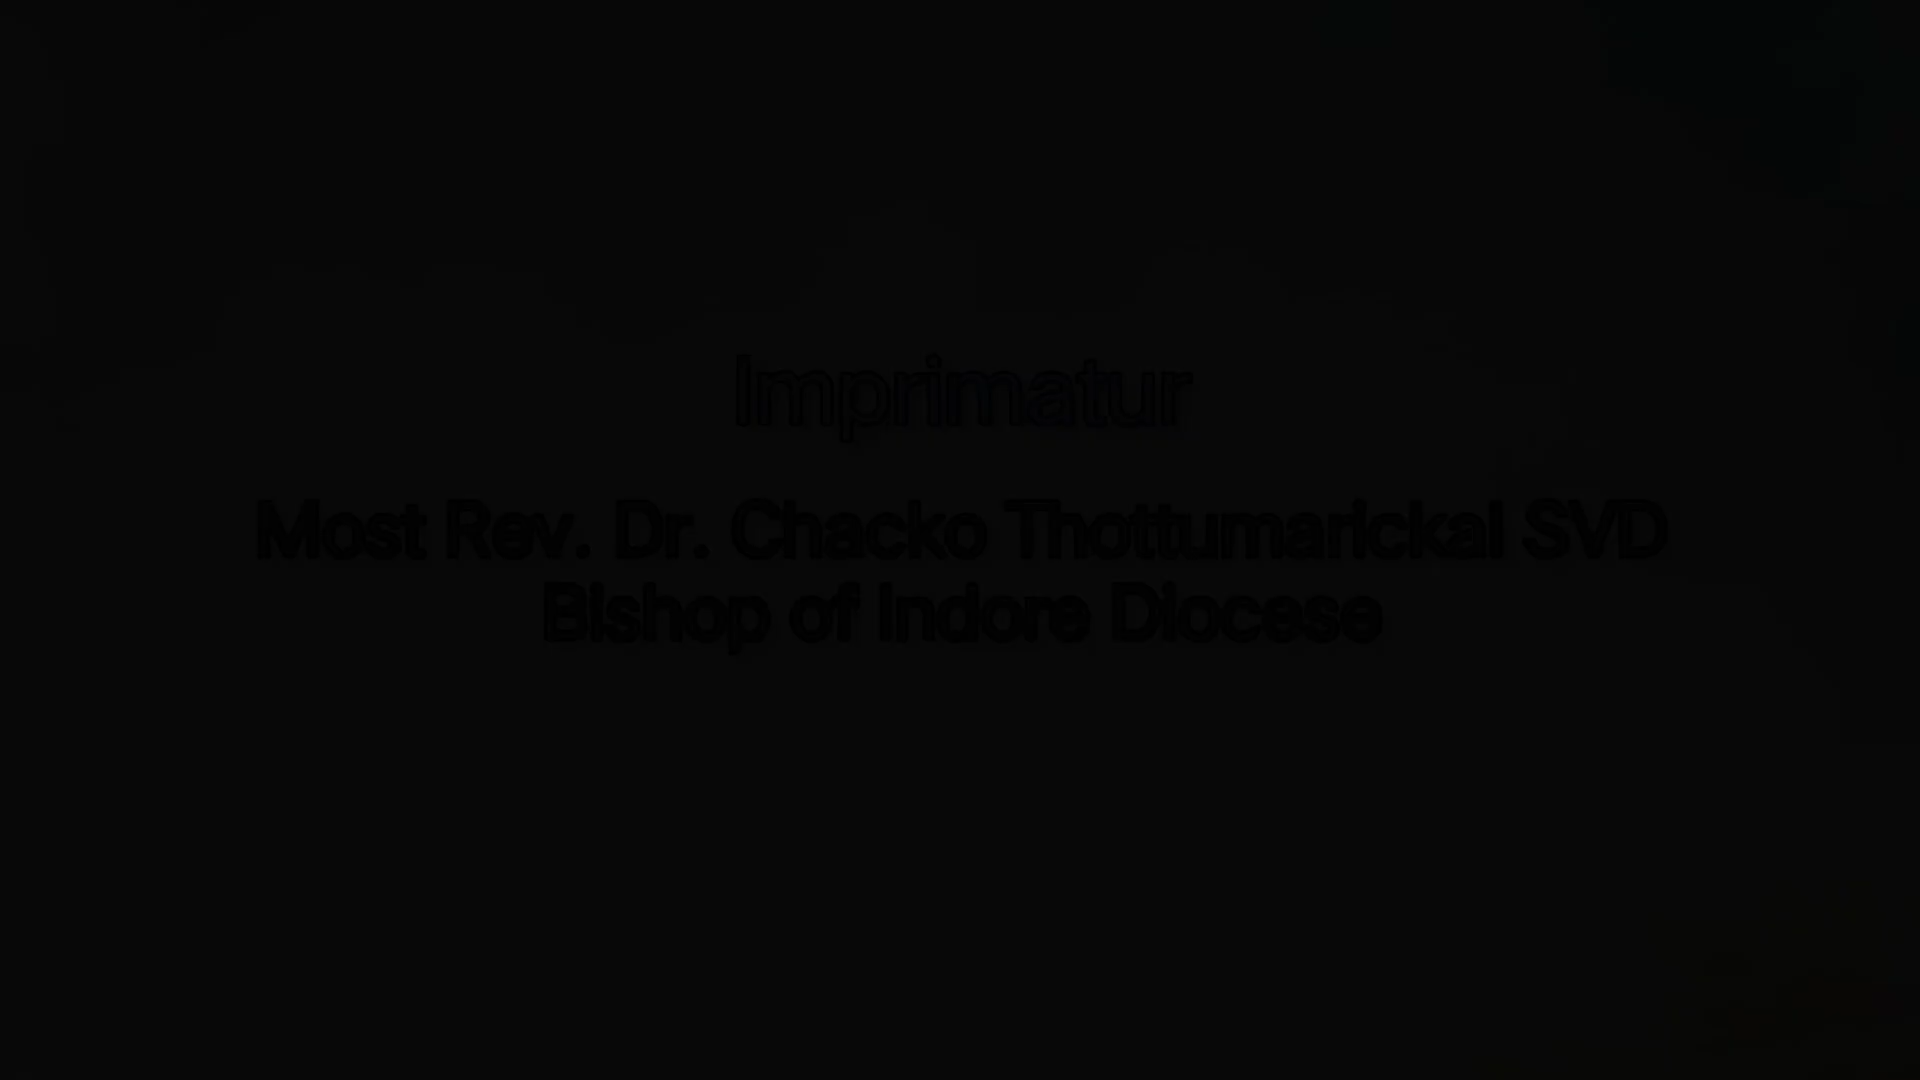 Imprimatur
Most Rev. Dr. Chacko Thottumarickal SVD
Bishop of Indore Diocese